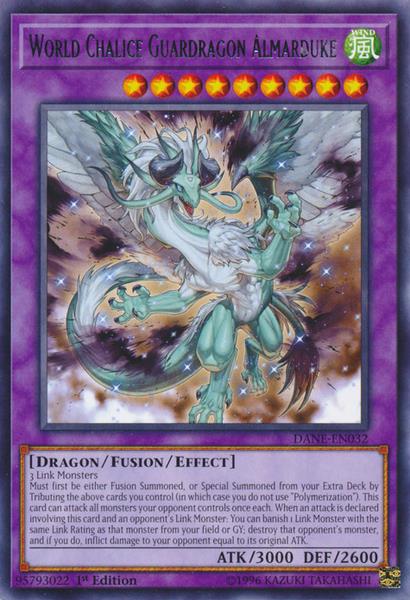 World Chalice Guardragon Almarduke
WIND
風
DANE-EN032
[Dragon/Fusion/Effect]
3 Link Monsters
Must first be either Fusion Summoned, or Special Summoned from your Extra Deck by
Tributing the above cards you control (in which case you do not use "Polymerization"). This
card can attack all monsters your opponent controls once each. When an attack is declared
involving this card and an opponent's Link Monster: You can banish 1 Link Monster with the
same Link Rating as that monster from your field or GY; destroy that opponent's monster,
and if you do, inflict damage to your opponent equal to its original ATK.
ATK/3000 DEF/2600
95793022 1st Edition ©1996 KAZUKI TAKAHASHI